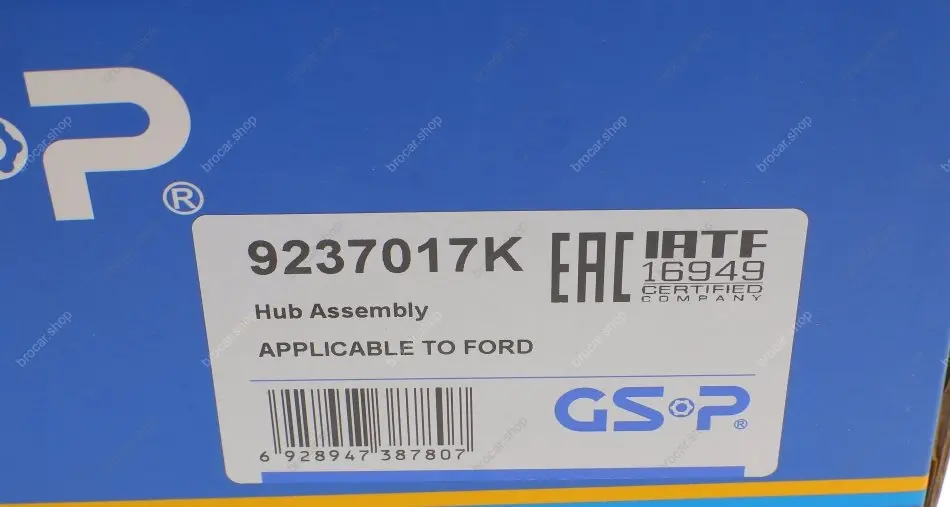 P®
9237017K
EAC
IATF
16949
CERTIFIED
COMPANY
Hub Assembly
APPLICABLE TO FORD
GSP®
6 928947 387807
brocar.shop